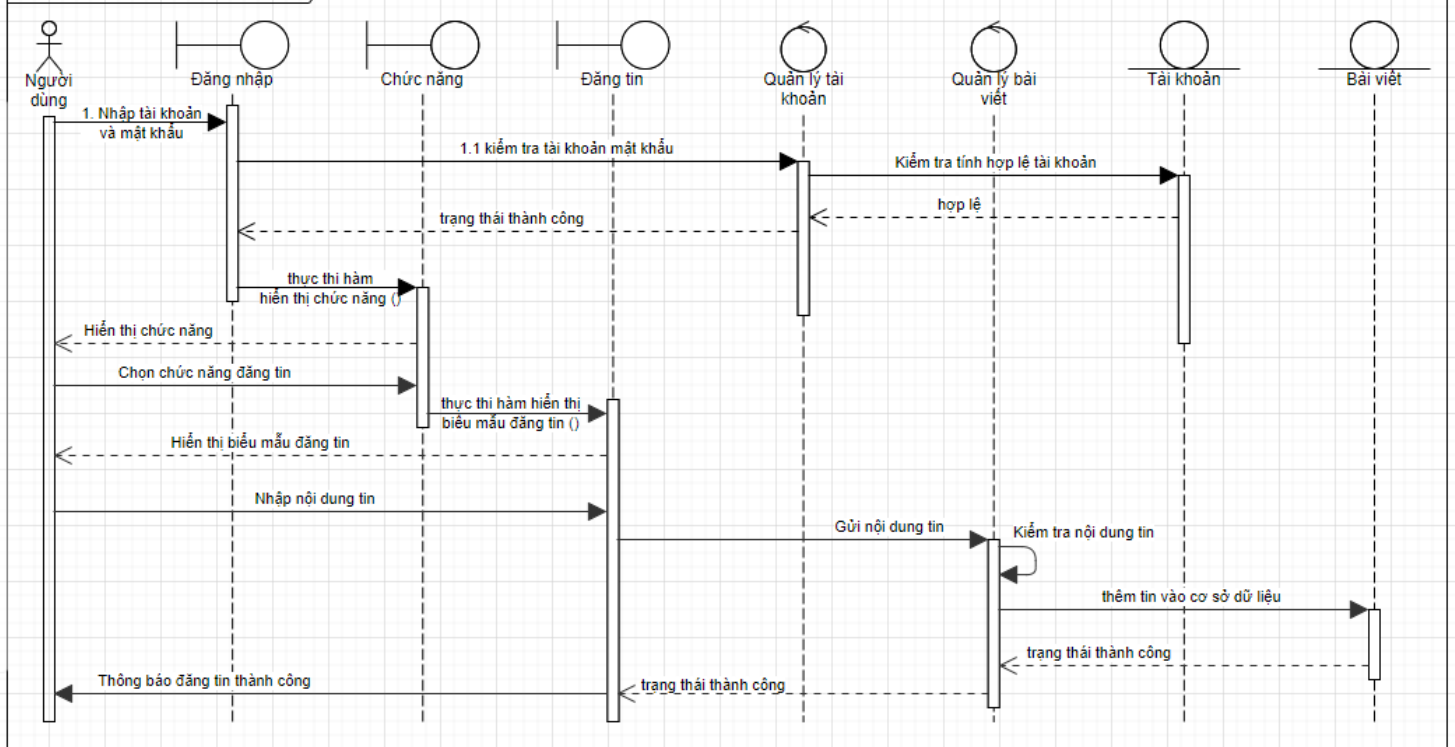 Người
dùng
Đăng nhập
Chức năng
Đăng tin
Quản lý tài
khoản
Quản lý bài
viết
Tài khoản
Bài viết
1. Nhập tài khoản
và mật khẩu
1.1 kiểm tra tài khoản mật khẩu
Kiểm tra tính hợp lệ tài khoản
hợp lệ
trạng thái thành công
thực thi hàm
hiển thị chức năng ()
Hiển thị chức năng
Chọn chức năng đăng tin
thực thi hàm hiển thị
biểu mẫu đăng tin ()
Hiển thị biểu mẫu đăng tin
Nhập nội dung tin
Gửi nội dung tin
Kiểm tra nội dung tin
thêm tin vào cơ sở dữ liệu
trạng thái thành công
trạng thái thành công
Thông báo đăng tin thành công